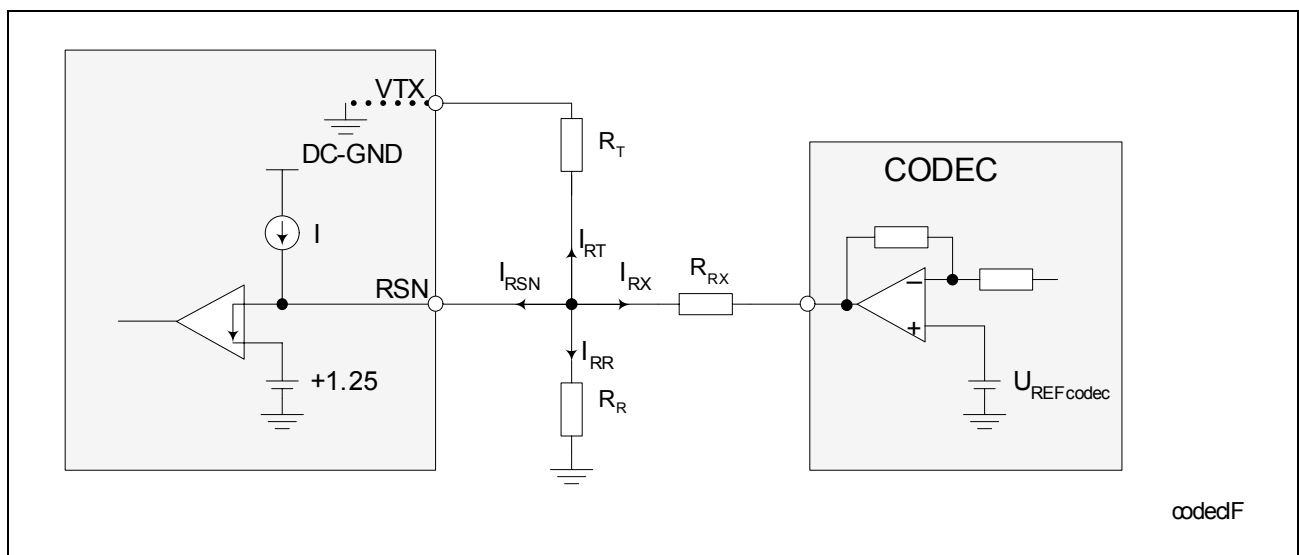 VTX
DC-GND
I
RSN
+1.25
R_T
I_RT
I_RSN
I_RX
R_RX
I_RR
R_R
CODEC
−
+
U_REFcodec
codecIF